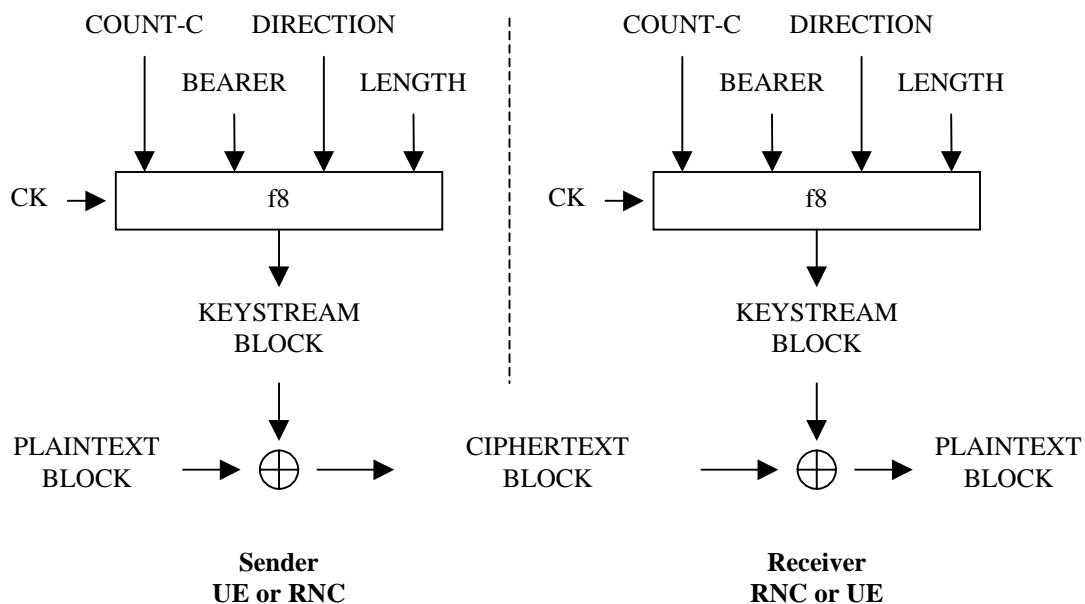 COUNT-C DIRECTION COUNT-C DIRECTION
BEARER LENGTH BEARER LENGTH
CK f8 CK f8
KEYSTREAM KEYSTREAM
BLOCK BLOCK
PLAINTEXT CIPHERTEXT PLAINTEXT
BLOCK BLOCK BLOCK
Sender Receiver
UE or RNC RNC or UE